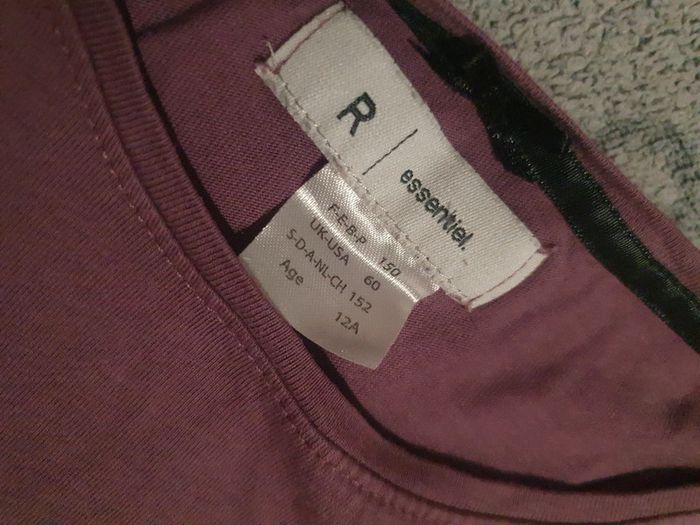 R | essentiel.
F-E-B-P 150
UK-USA 60
S-D-A-NL-CH 152
Age 12A